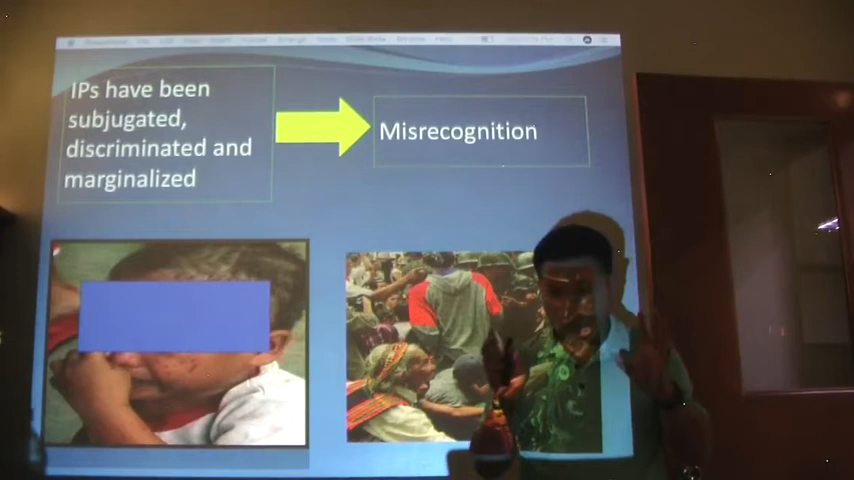 IPs have been
subjugated,
discriminated and
marginalized
Misrecognition